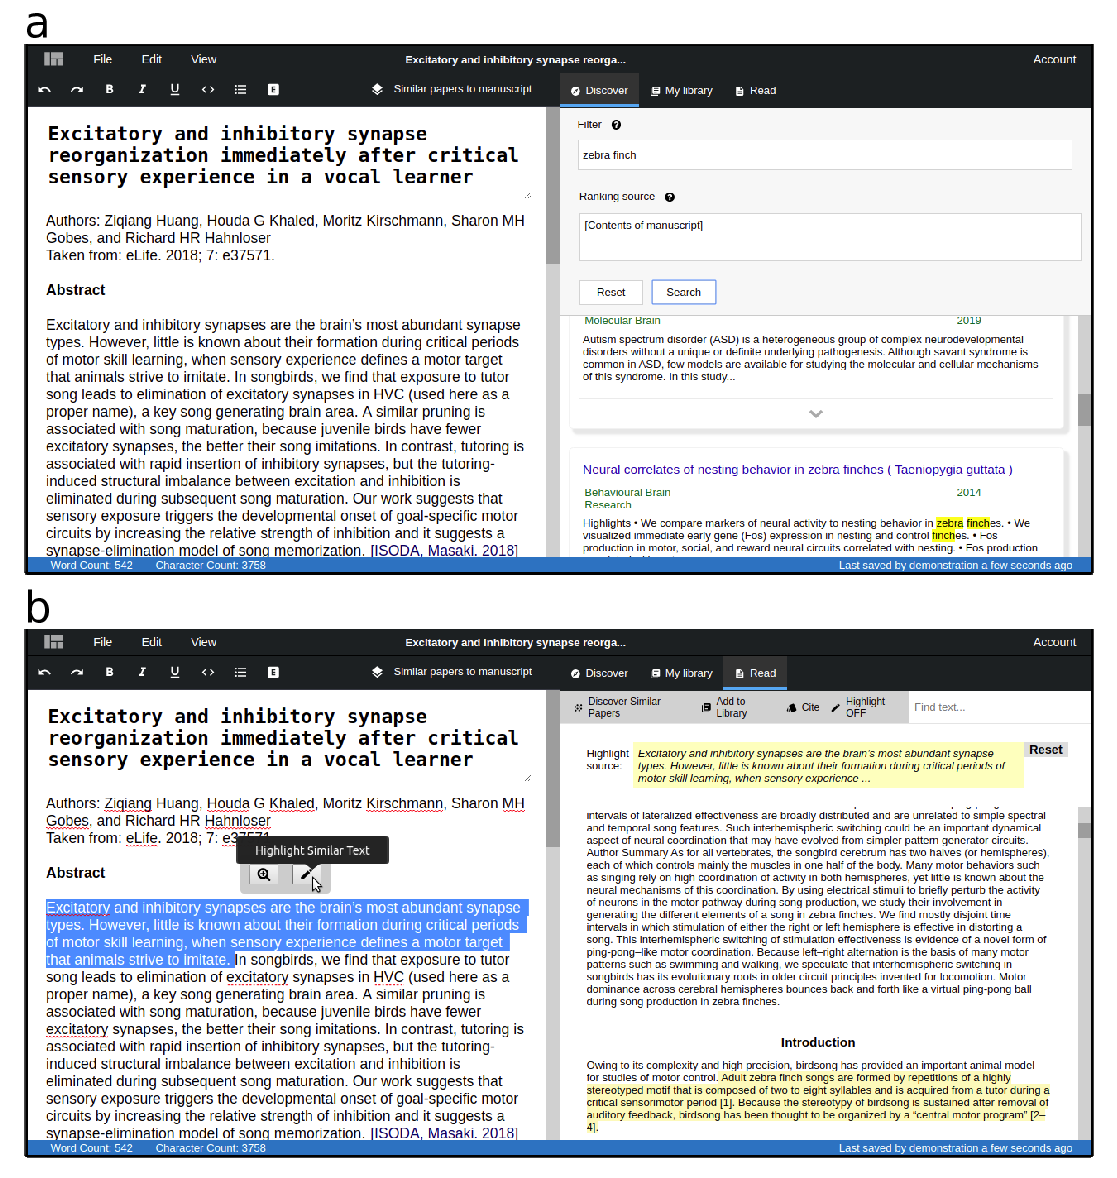 a
File Edit View Excitatory and inhibitory synapse reorga... Account
B I U <> E Similar papers to manuscript Discover My library Read
Excitatory and inhibitory synapse
reorganization immediately after critical
sensory experience in a vocal learner
Authors: Ziqiang Huang, Houda G Khaled, Moritz Kirschmann, Sharon MH
Gobes, and Richard HR Hahnloser
Taken from: eLife. 2018; 7: e37571.
Abstract
Excitatory and inhibitory synapses are the brain's most abundant synapse
types. However, little is known about their formation during critical periods
of motor skill learning, when sensory experience defines a motor target
that animals strive to imitate. In songbirds, we find that exposure to tutor
song leads to elimination of excitatory synapses in HVC (used here as a
proper name), a key song generating brain area. A similar pruning is
associated with song maturation, because juvenile birds have fewer
excitatory synapses, the better their song imitations. In contrast, tutoring is
associated with rapid insertion of inhibitory synapses, but the tutoring-
induced structural imbalance between excitation and inhibition is
eliminated during subsequent song maturation. Our work suggests that
sensory exposure triggers the developmental onset of goal-specific motor
circuits by increasing the relative strength of inhibition and it suggests a
synapse-elimination model of song memorization. [ISODA, Masaki. 2018]
Filter ?
zebra finch
Ranking source ?
[Contents of manuscript]
Reset Search
Molecular Brain 2019
Autism spectrum disorder (ASD) is a heterogeneous group of complex neurodevelopmental
disorders without a unique or definite undedying pathogenesis. Although savant syndrome is
common in ASD, few models are available for studying the molecular and cellular mechanisms
of this syndrome. In this study...
Neural correlates of nesting behavior in zebra finches ( Taeniopygia guttata )
Behavioural Brain 2014
Research
Highlights • We compare markers of neural activity to nesting behavior in zebra finches. • We
visualized immediate early gene (Fos) expression in nesting and control finches. • Fos
production in motor, social, and reward neural circuits correlated with nesting. • Fos production
Word Count: 542 Character Count: 3758 Last saved by demonstration a few seconds ago
b
File Edit View Excitatory and inhibitory synapse reorga... Account
B I U <> E Similar papers to manuscript Discover My library Read
Excitatory and inhibitory synapse
reorganization immediately after critical
sensory experience in a vocal learner
Authors: Ziqiang Huang, Houda G Khaled, Moritz Kirschmann, Sharon MH
Gobes, and Richard HR Hahnloser
Taken from: eLife. 2018; 7: e37571.
Highlight Similar Text
Abstract
Excitatory and inhibitory synapses are the brain's most abundant synapse
types. However, little is known about their formation during critical periods
of motor skill learning, when sensory experience defines a motor target
that animals strive to imitate. In songbirds, we find that exposure to tutor
song leads to elimination of excitatory synapses in HVC (used here as a
proper name), a key song generating brain area. A similar pruning is
associated with song maturation, because juvenile birds have fewer
excitatory synapses, the better their song imitations. In contrast, tutoring is
associated with rapid insertion of inhibitory synapses, but the tutoring-
induced structural imbalance between excitation and inhibition is
eliminated during subsequent song maturation. Our work suggests that
sensory exposure triggers the developmental onset of goal-specific motor
circuits by increasing the relative strength of inhibition and it suggests a
synapse-elimination model of song memorization. [ISODA, Masaki. 2018]
Discover Similar Papers Add to Library Cite Highlight OFF Find text...
Highlight source:
Excitatory and inhibitory synapses are the brain's most abundant synapse
types. However, little is known about their formation during critical periods of
motor skill learning, when sensory experience ...
Reset
intervals of lateralized effectiveness are broadly distributed and are unrelated to simple spectral
and temporal song features. Such interhemispheric switching could be an important dynamical
aspect of neural coordination that may have evolved from simpler pattern generator circuits.
Author Summary As for all vertebrates, the songbird cerebrum has two halves (or hemispheres),
each of which controls mainly the muscles in one half of the body. Many motor behaviors such
as singing rely on high coordination of activity in both hemispheres, yet little is known about the
neural mechanisms of this coordination. By using electrical stimuli to briefly perturb the activity
of neurons in the motor pathway during song production, we study their involvement in
generating the different elements of a song in zebra finches. We find mostly disjoint time
intervals in which stimulation of either the right or left hemisphere is effective in distorting a
song. This interhemispheric switching of stimulation effectiveness is evidence of a novel form of
ping-pong–like motor coordination. Because left–right alternation is the basis of many motor
patterns such as swimming and walking, we speculate that interhemispheric switching in
songbirds has its evolutionary roots in older circuit principles invented for locomotion. Motor
dominance across cerebral hemispheres bounces back and forth like a virtual ping-pong ball
during song production in zebra finches.
Introduction
Owing to its complexity and high precision, birdsong has provided an important animal model
for studies of motor control. Adult zebra finch songs are formed by repetitions of a highly
stereotyped motif that is composed of two to eight syllables and is acquired from a tutor during a
critical sensorimotor period [1]. Because the stereotypy of birdsong is sustained after removal of
auditory feedback, birdsong has been thought to be organized by a “central motor program” [2–
4].
Word Count: 542 Character Count: 3758 Last saved by demonstration a few seconds ago